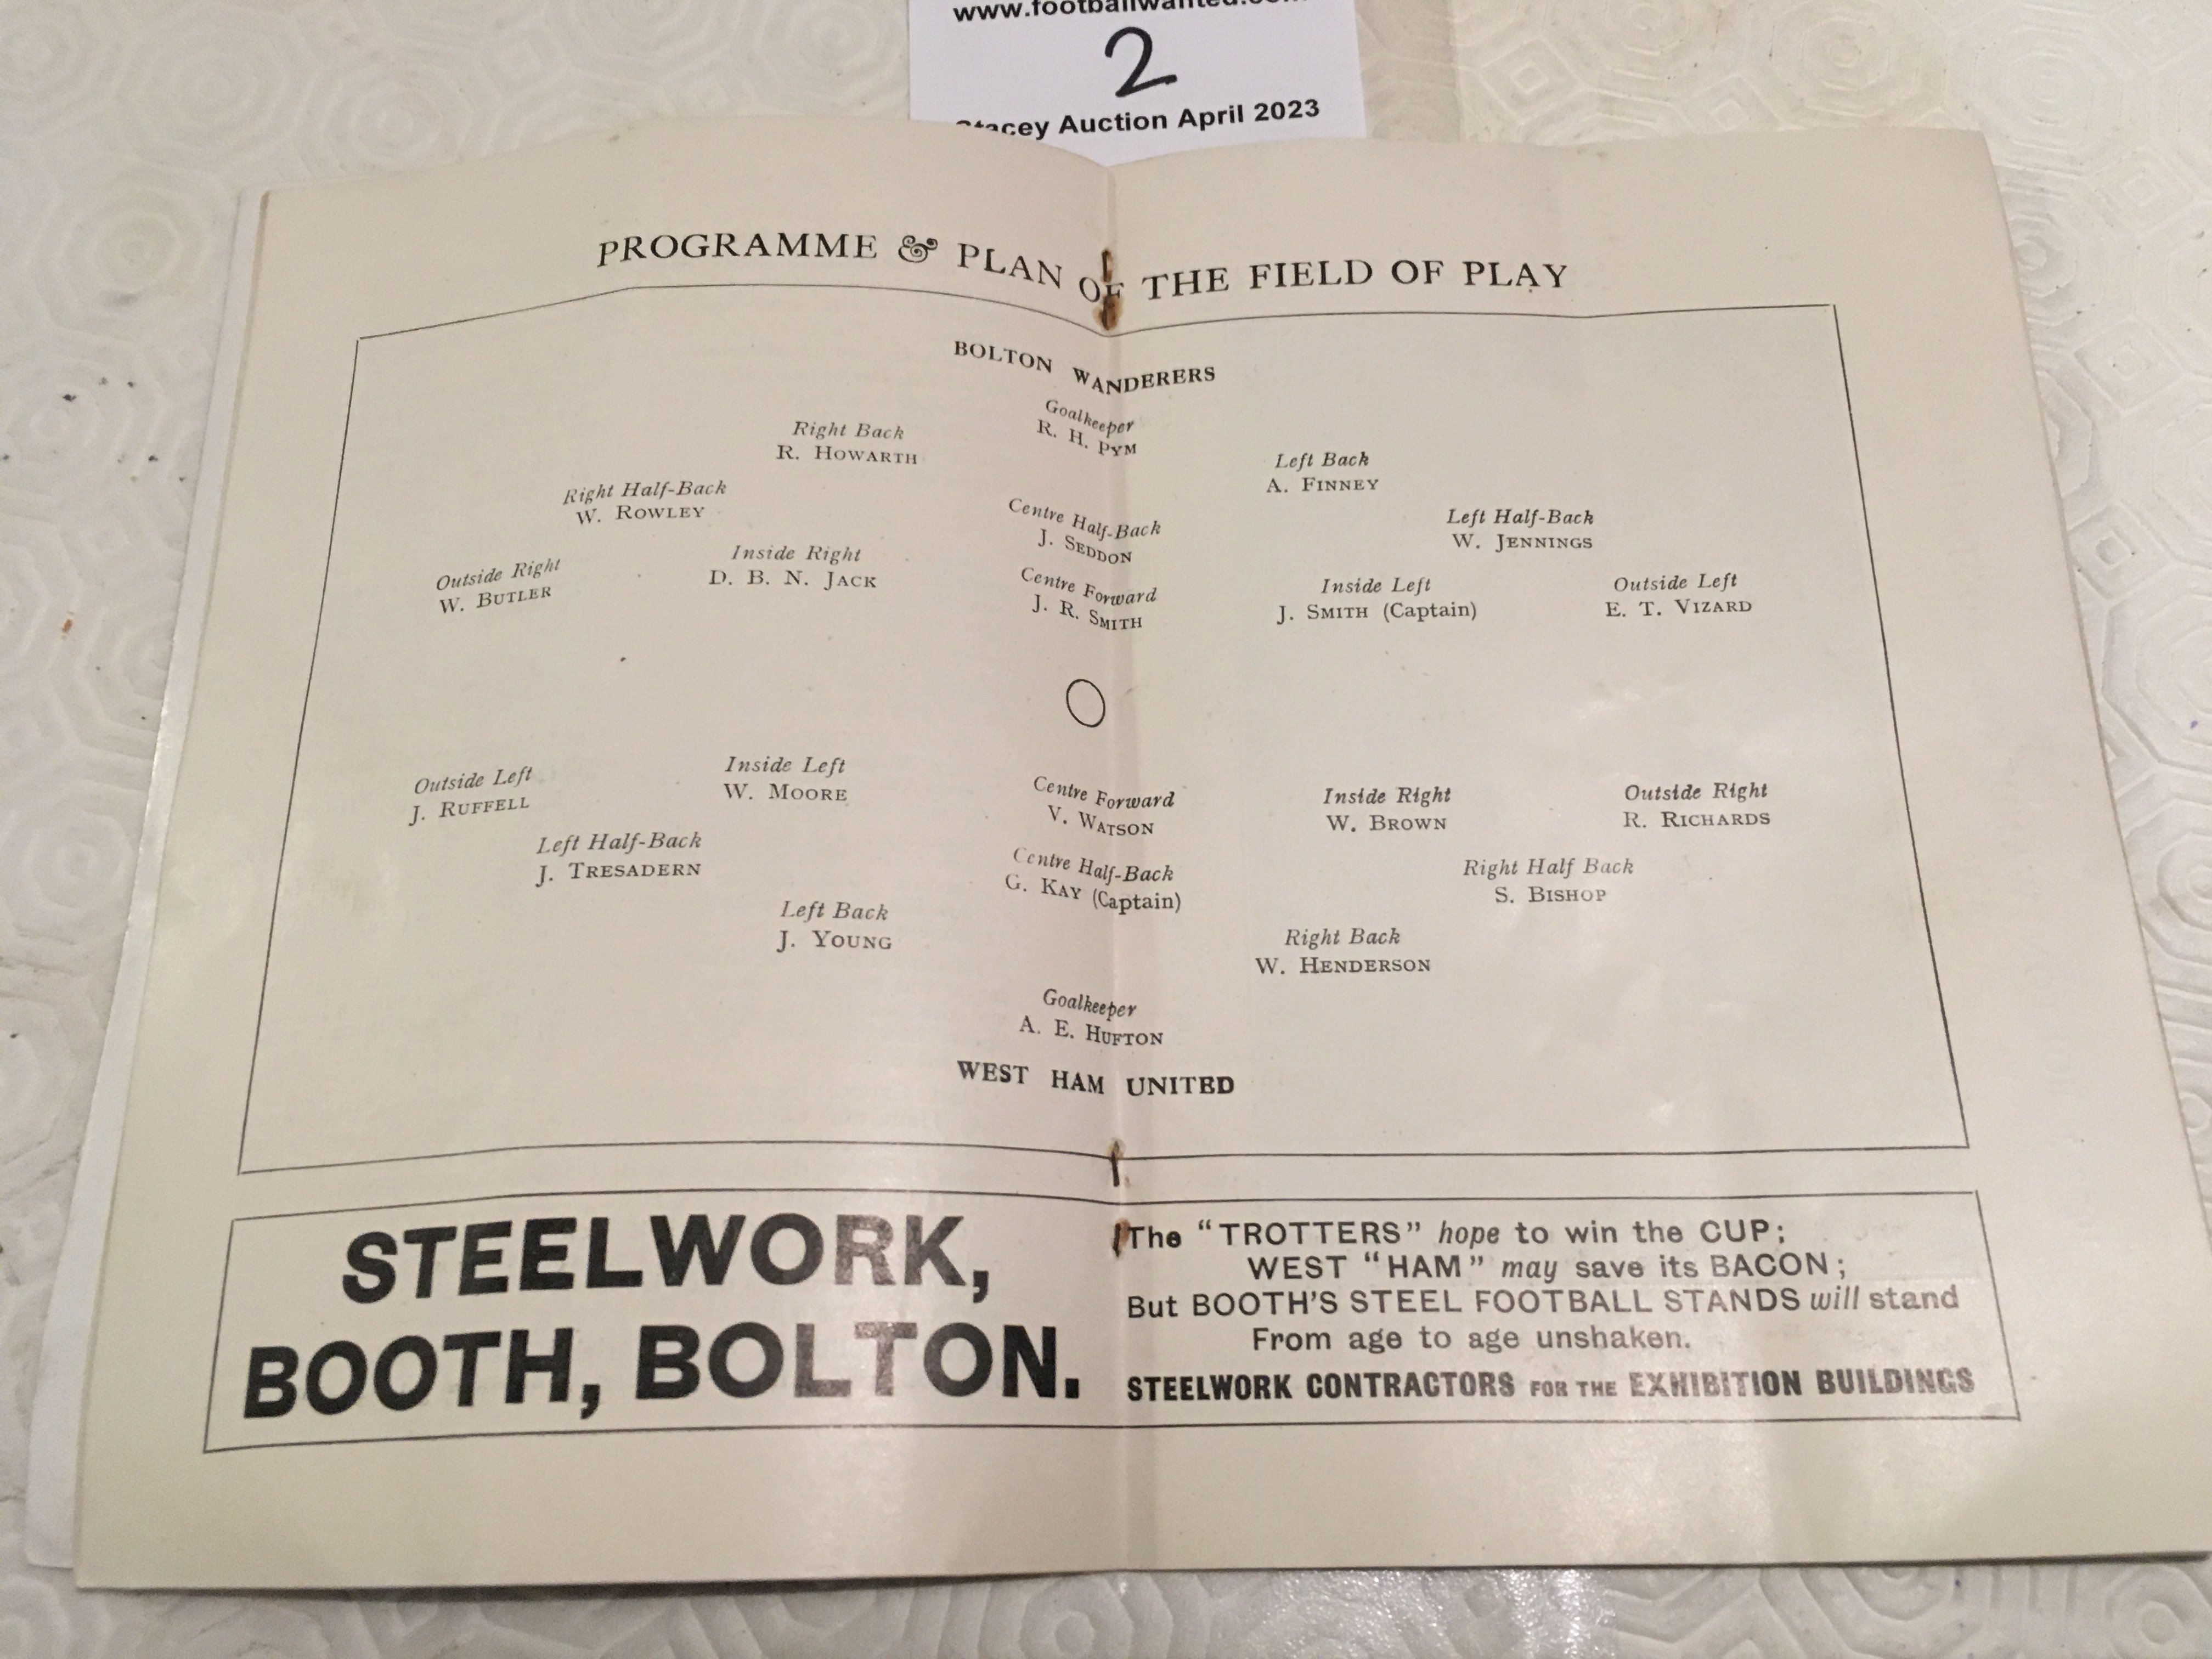 2
Auction April 2023
PROGRAMME & PLAN OF THE FIELD OF PLAY
BOLTON WANDERERS
Goalkeeper
R. H. PYM
Right Back
R. HOWARTH
Left Back
A. FINNEY
Right Half-Back
W. ROWLEY
Centre Half-Back
J. SEDDON
Left Half-Back
W. JENNINGS
Outside Right
W. BUTLER
Inside Right
D. B. N. JACK
Centre Forward
J. R. SMITH
Inside Left
J. SMITH (Captain)
Outside Left
E. T. VIZARD
Outside Left
J. RUFFELL
Inside Left
W. MOORE
Centre Forward
V. WATSON
Inside Right
W. BROWN
Outside Right
R. RICHARDS
Left Half-Back
J. TRESADERN
Centre Half-Back
G. KAY (Captain)
Right Half Back
S. BISHOP
Left Back
J. YOUNG
Right Back
W. HENDERSON
Goalkeeper
A. E. HUFTON
WEST HAM UNITED
STEELWORK,
BOOTH, BOLTON.
The "TROTTERS" hope to win the CUP;
WEST "HAM" may save its BACON;
But BOOTH'S STEEL FOOTBALL STANDS will stand
From age to age unshaken.
STEELWORK CONTRACTORS FOR THE EXHIBITION BUILDINGS